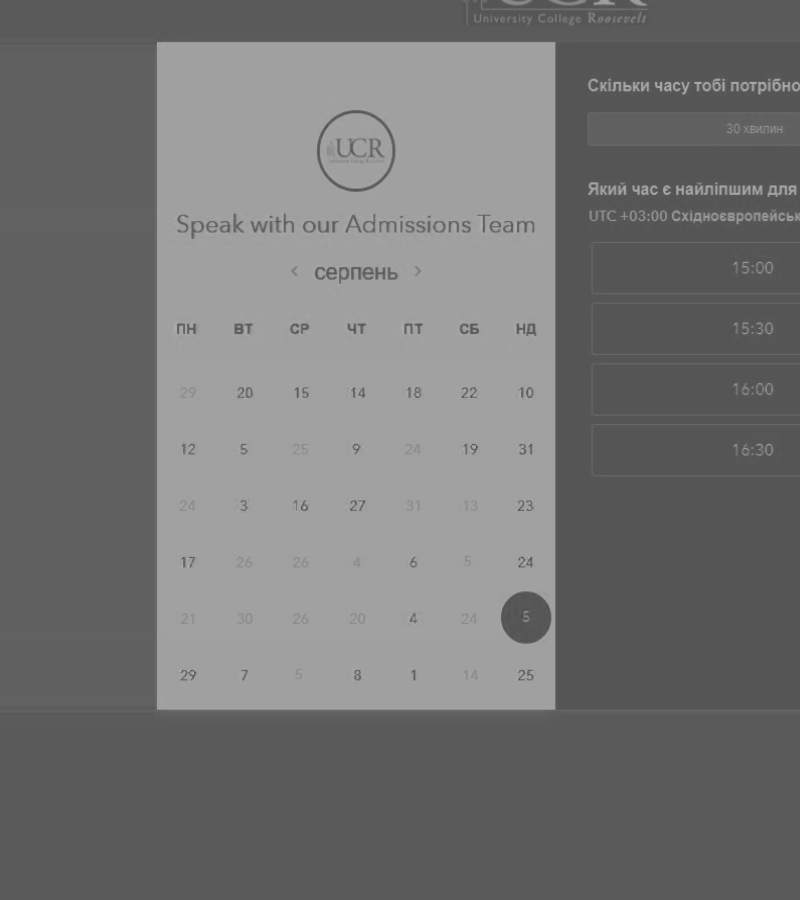 UCR
University College Roosevelt
UCR
Speak with our Admissions Team
< серпень >
ПН ВТ СР ЧТ ПТ СБ НД
29 20 15 14 18 22 10
12 5 25 9 24 19 31
24 3 16 27 31 13 23
17 26 26 4 6 5 24
21 30 26 20 4 24 5
29 7 5 8 1 14 25
Скільки часу тобі потрібно
30 хвилин
Який час є найліпшим для
UTC +03:00 Східноєвропейськ
15:00
15:30
16:00
16:30